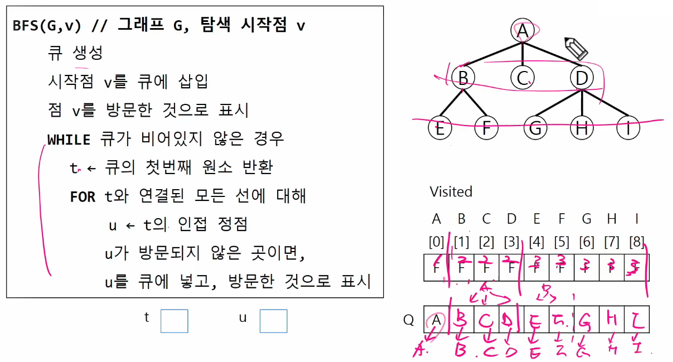 BFS(G,v) // 그래프 G, 탐색 시작점 v
큐 생성
시작점 v를 큐에 삽입
점 v를 방문한 것으로 표시
WHILE 큐가 비어있지 않은 경우
t ← 큐의 첫번째 원소 반환
FOR t와 연결된 모든 선에 대해
u ← t의 인접 정점
u가 방문되지 않은 곳이면,
u를 큐에 넣고, 방문한 것으로 표시
t u
A
B C D
E F G H I
Visited
A B C D E F G H I
[0] [1] [2] [3] [4] [5] [6] [7] [8]
F F F F
A B
Q A B C D E F G H I
A. B. C D E G H I.